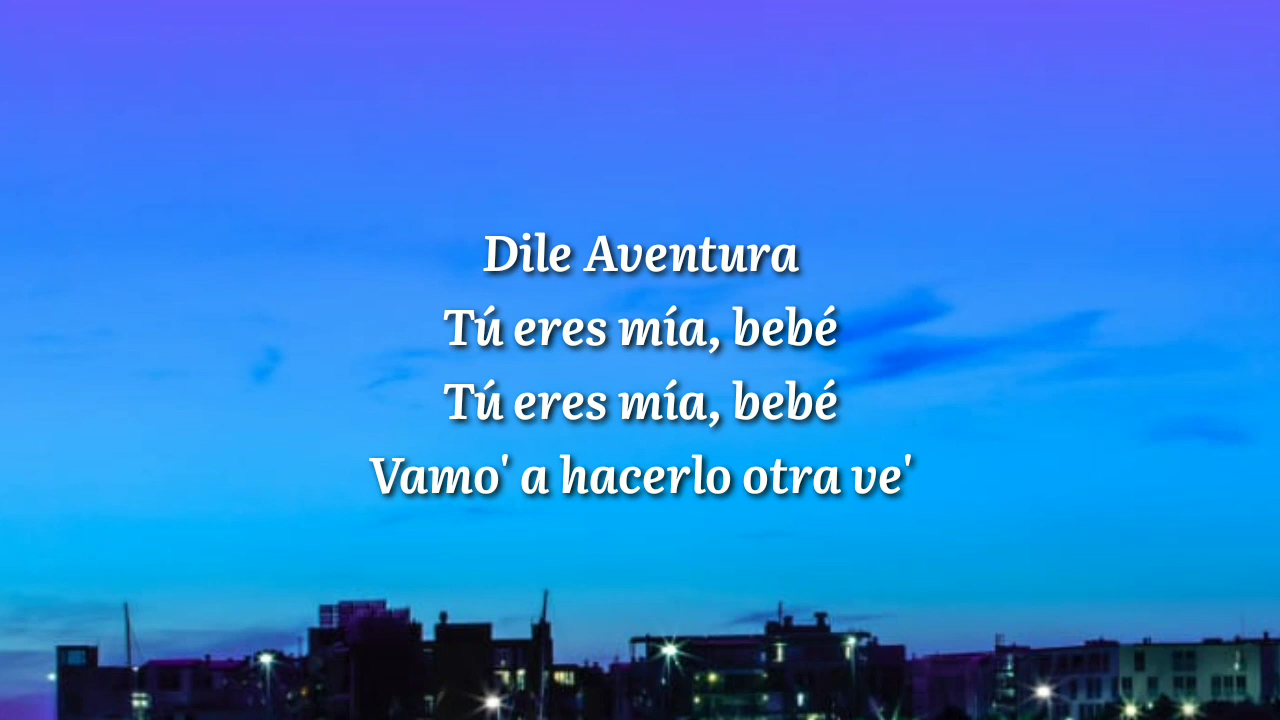 Dile Aventura
Tú eres mía, bebé
Tú eres mía, bebé
Vamo' a hacerlo otra ve'